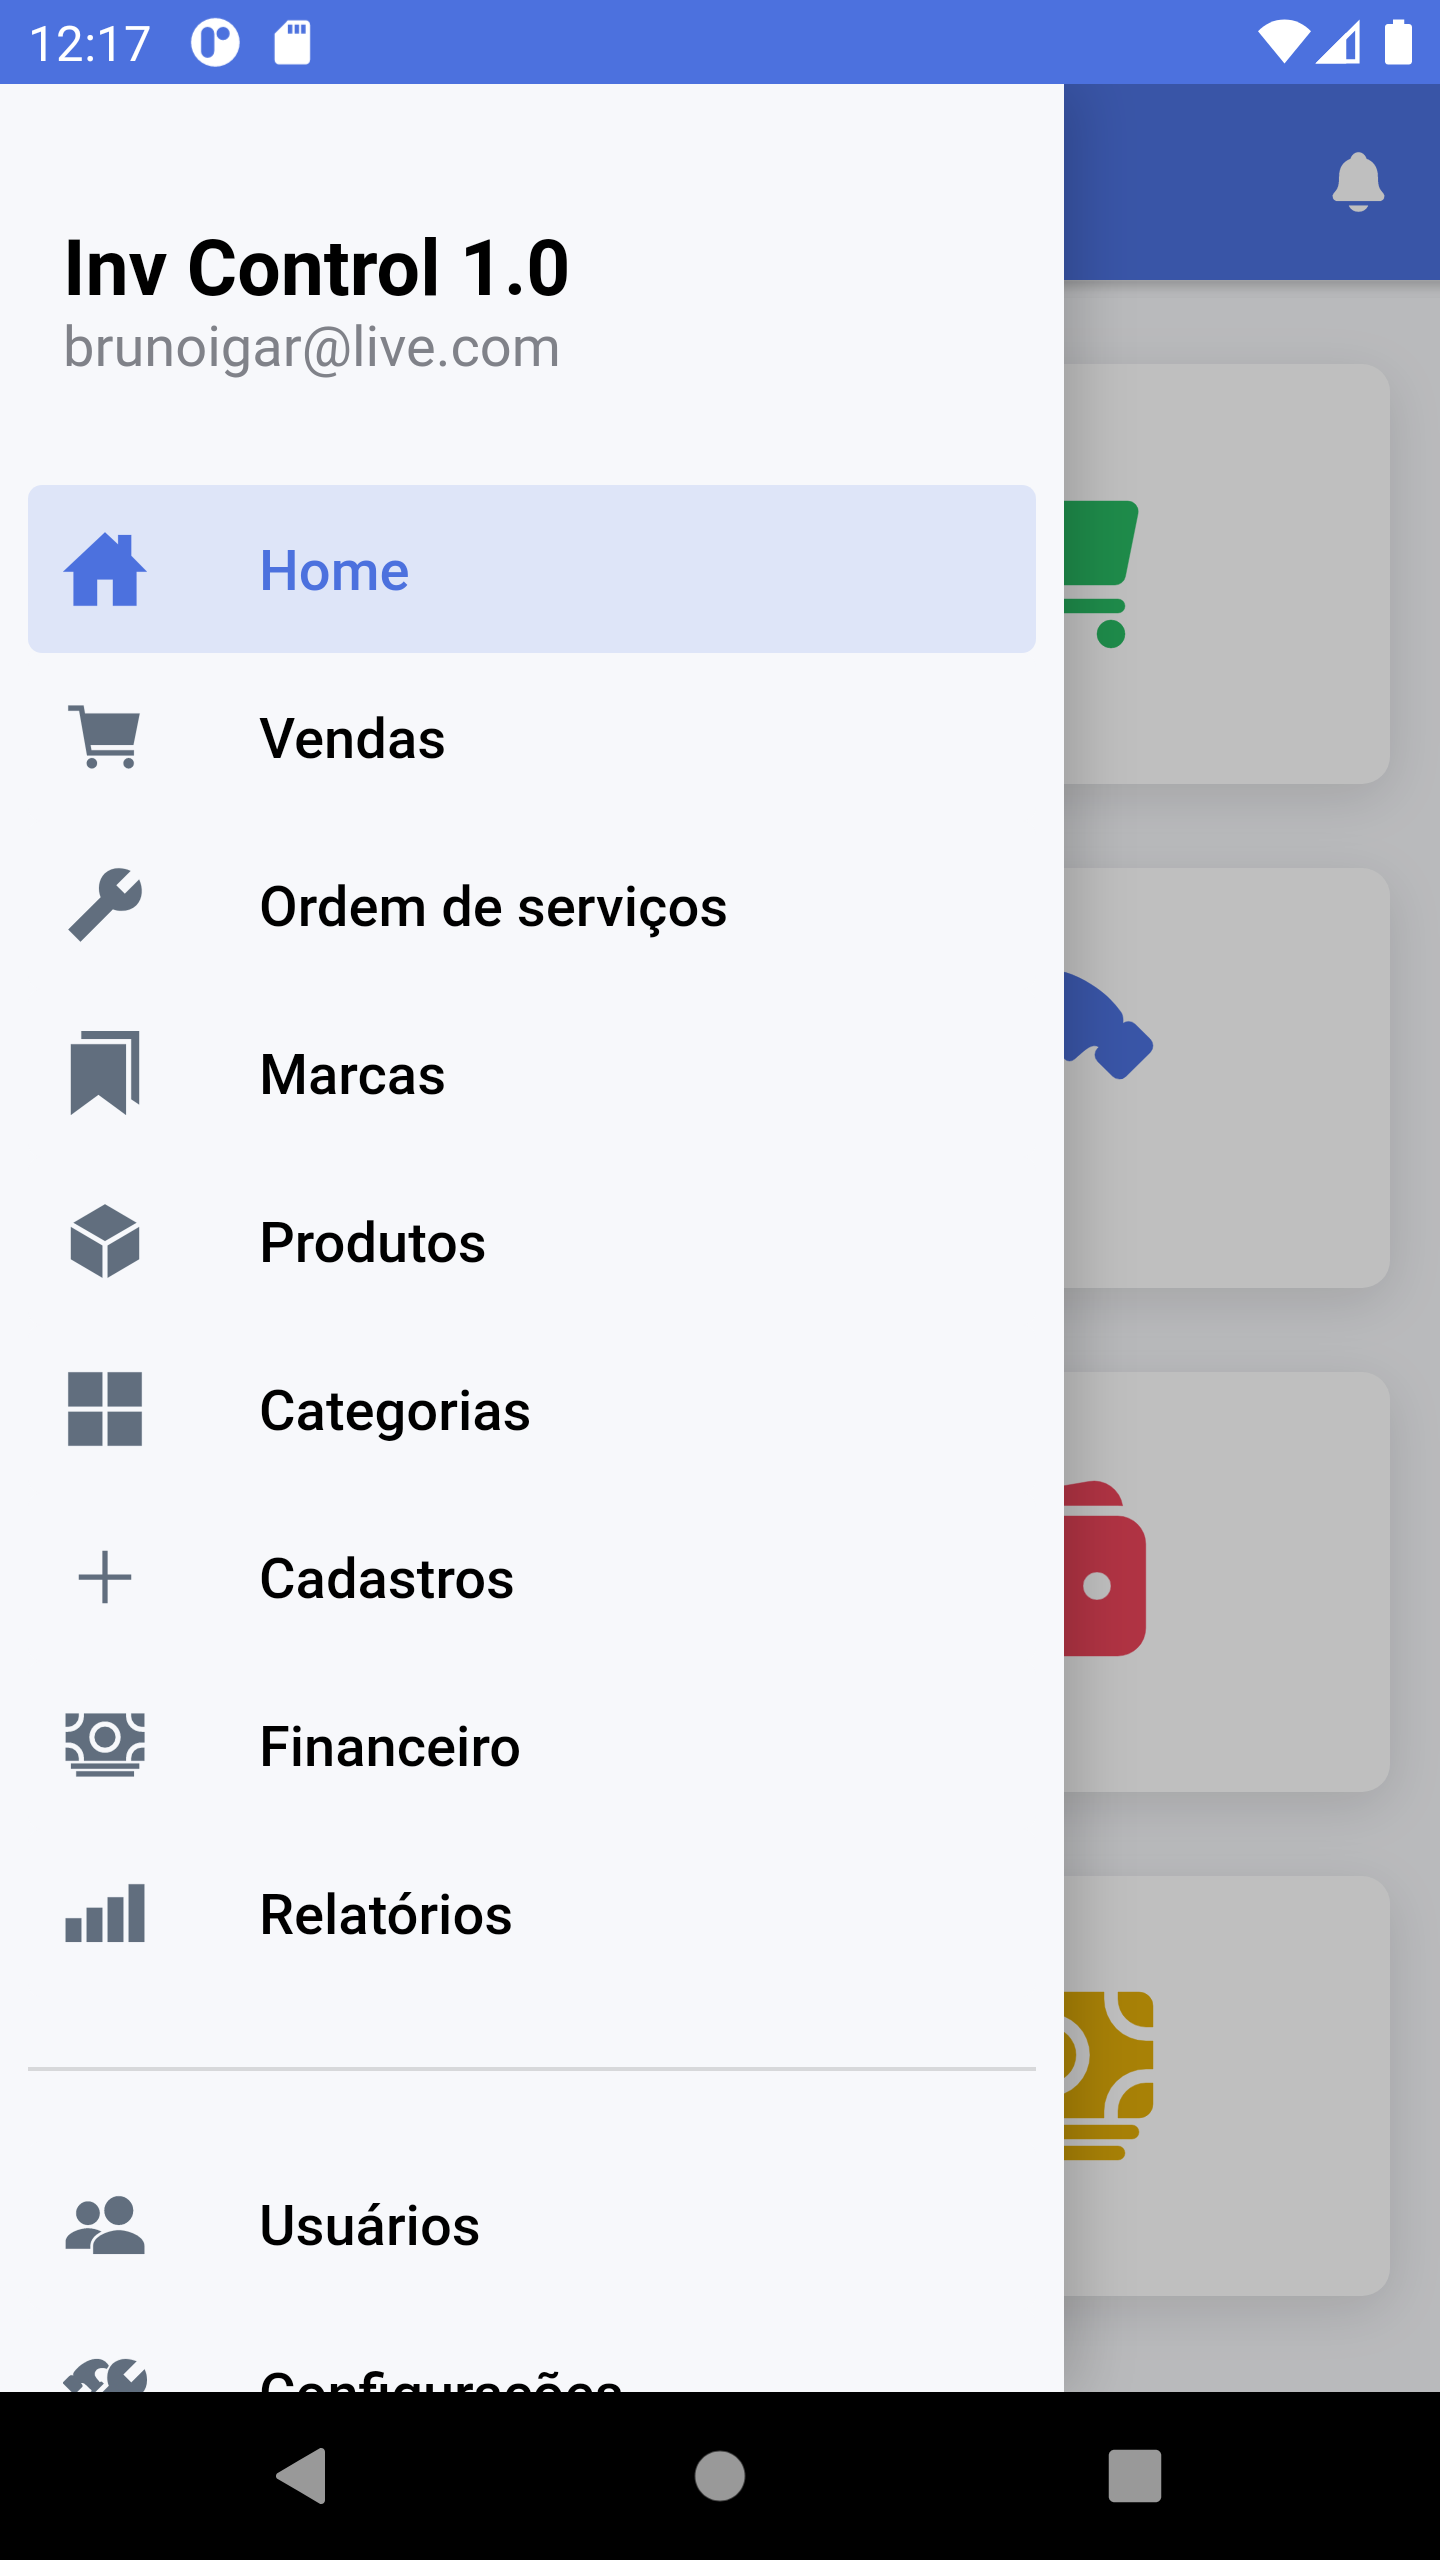 12:17
Inv Control 1.0
brunoigar@live.com
Home
Vendas
Ordem de serviços
Marcas
Produtos
Categorias
Cadastros
Financeiro
Relatórios
Usuários
Configurações